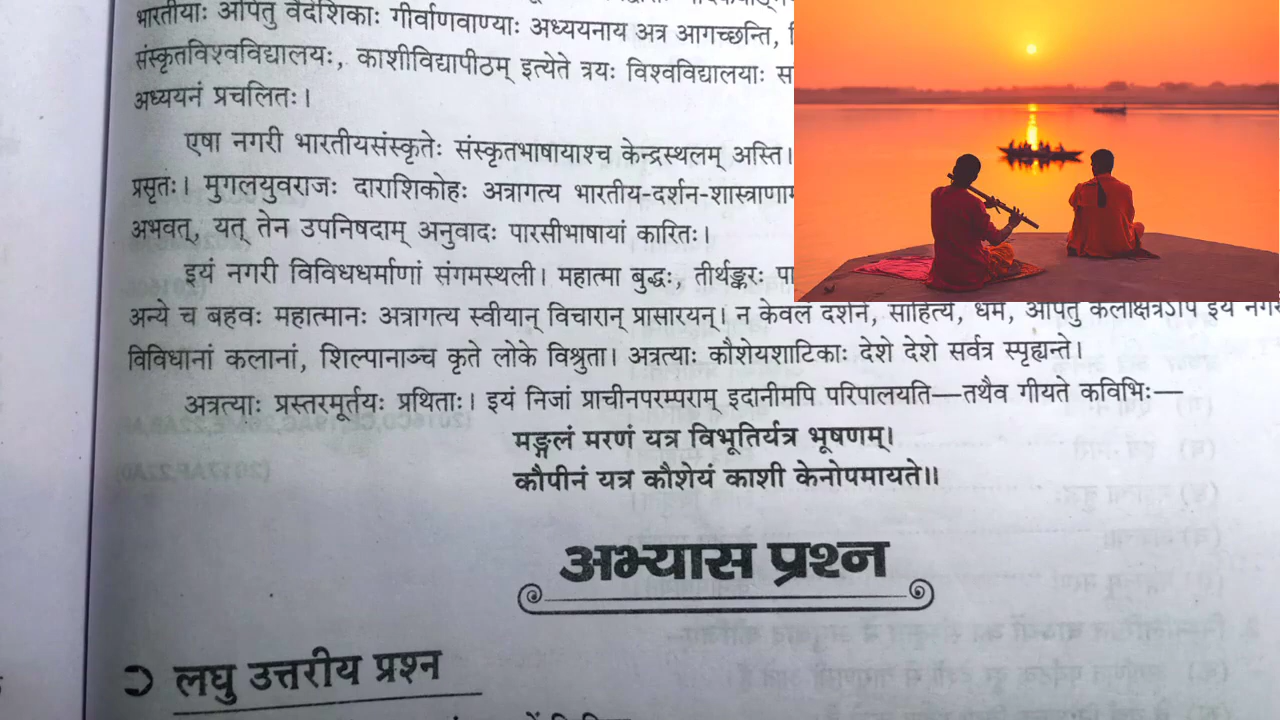 भारतीयाः अपितु वैदेशिकाः गीर्वाणवाण्याः अध्ययनाय अत्र आगच्छन्ति,
संस्कृतविश्वविद्यालयः, काशीविद्यापीठम् इत्येते त्रयः विश्वविद्यालयाः
अध्ययनं प्रचलितः।
एषा नगरी भारतीयसंस्कृतेः संस्कृतभाषायाश्च केन्द्रस्थलम् अस्ति।
प्रसृतः। मुगलयुवराजः दाराशिकोहः अत्रागत्य भारतीय-दर्शन-शास्त्राणाम
अभवत्, यत् तेन उपनिषदाम् अनुवादः पारसीभाषायां कारितः।
इयं नगरी विविधधर्माणां संगमस्थली। महात्मा बुद्धः, तीर्थङ्करः पा
अन्ये च बहवः महात्मानः अत्रागत्य स्वीयान् विचारान् प्रासारयन्। न केवलं दर्शने, साहित्ये, धर्मे, अपितु कलाक्षेत्रेऽपि इयं नग
विविधानां कलानां, शिल्पानाञ्च कृते लोके विश्रुता। अत्रत्याः कौशेयशाटिकाः देशे देशे सर्वत्र स्पृह्यन्ते।
अत्रत्याः प्रस्तरमूर्तयः प्रथिताः। इयं निजां प्राचीनपरम्पराम् इदानीमपि परिपालयति—तथैव गीयते कविभिः—
मङ्गलं मरणं यत्र विभूतिर्यत्र भूषणम्।
कौपीनं यत्र कौशेयं काशी केनोपमायते॥
अभ्यास प्रश्न
लघु उत्तरीय प्रश्न